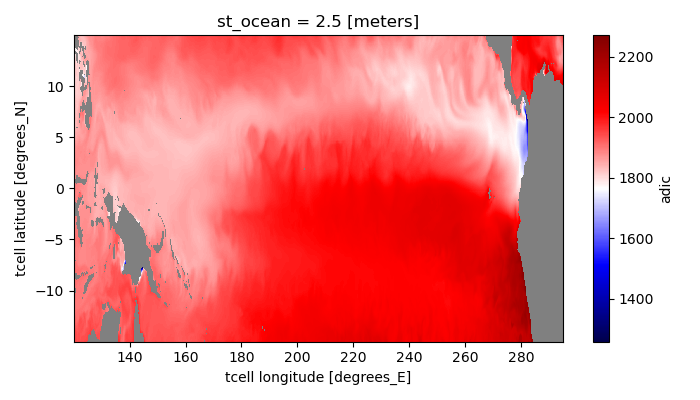 st_ocean = 2.5 [meters]
10
5
0
−5
−10
tcell latitude [degrees_N]
140 160 180 200 220 240 260 280
tcell longitude [degrees_E]
2200
2000
1800
1600
1400
adic